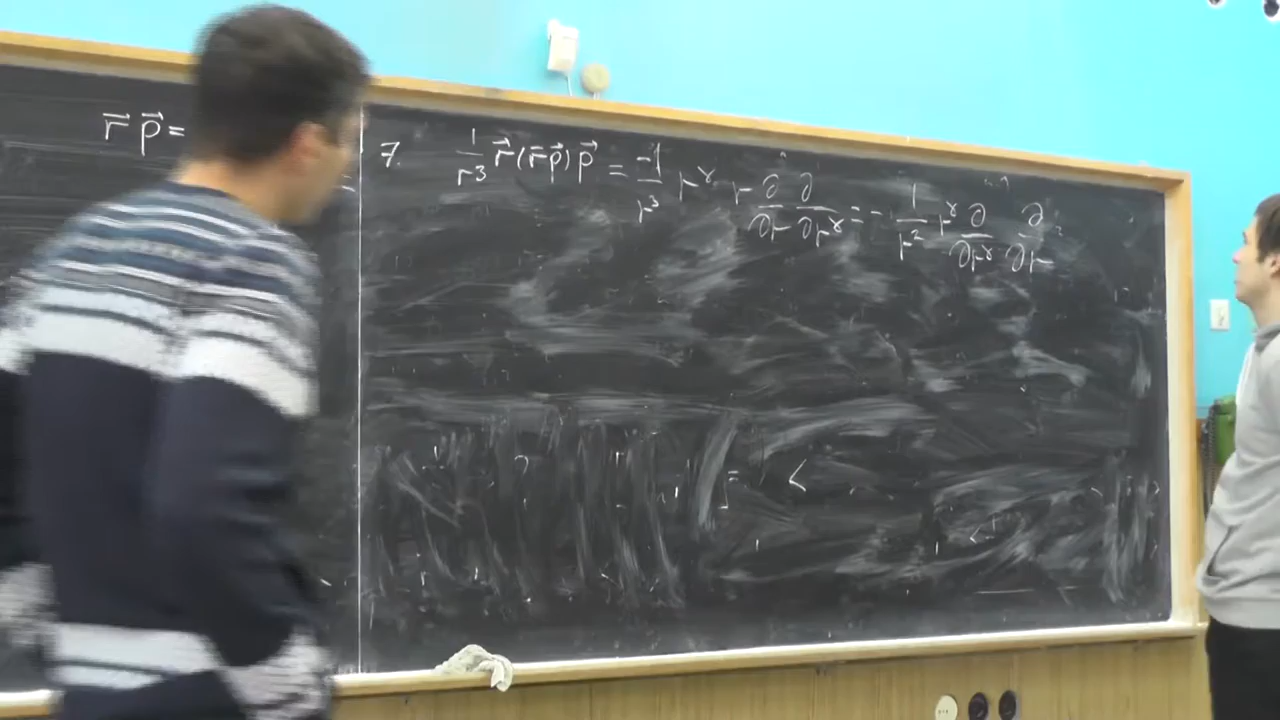 r⃗ p⃗ =
7. 1/r³ r⃗(r⃗p⃗)p⃗ = -1/r³ r^γ r ∂/∂r ∂/∂r^γ = - 1/r² r^γ ∂/∂r^γ ∂/∂r